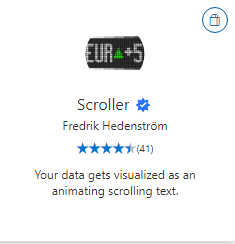 EUR▲+5
Scroller
Fredrik Hedenström
(41)
Your data gets visualized as an
animating scrolling text.